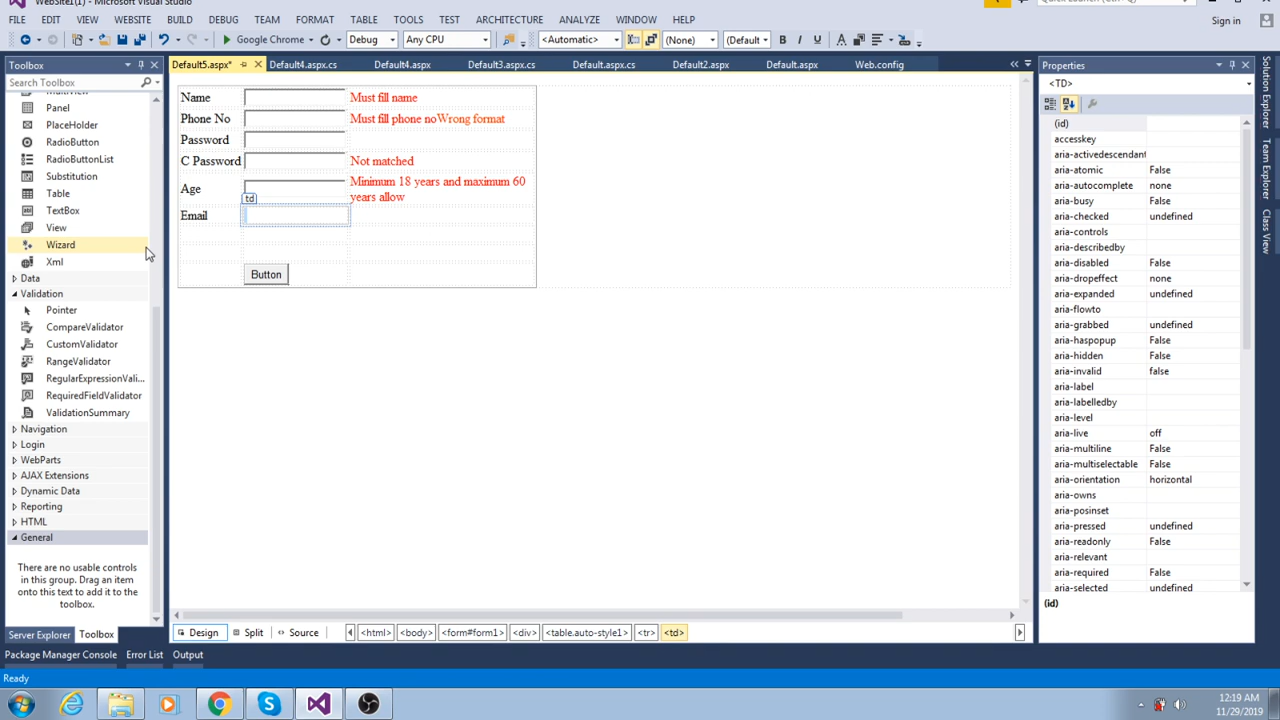 WebSite1(1) - Microsoft Visual Studio
Quick Launch (Ctrl+Q)
FILE EDIT VIEW WEBSITE BUILD DEBUG TEAM FORMAT TABLE TOOLS TEST ARCHITECTURE ANALYZE WINDOW HELP Sign in
Google Chrome Debug Any CPU <Automatic> (None) (Default B I U A
Toolbox
Search Toolbox
Panel
PlaceHolder
RadioButton
RadioButtonList
Substitution
Table
TextBox
View
Wizard
Xml
Data
Validation
Pointer
CompareValidator
CustomValidator
RangeValidator
RegularExpressionVali...
RequiredFieldValidator
ValidationSummary
Navigation
Login
WebParts
AJAX Extensions
Dynamic Data
Reporting
HTML
General
There are no usable controls
in this group. Drag an item
onto this text to add it to the
toolbox.
Server Explorer Toolbox
Default5.aspx* Default4.aspx.cs Default4.aspx Default3.aspx.cs Default.aspx.cs Default2.aspx Default.aspx Web.config
Name Must fill name
Phone No Must fill phone noWrong format
Password
C Password Not matched
Age Minimum 18 years and maximum 60
years allow
td
Email
Button
Design Split Source <html> <body> <form#form1> <div> <table.auto-style1> <tr> <td>
Properties
<TD>
(id)
accesskey
aria-activedescendant
aria-atomic False
aria-autocomplete none
aria-busy False
aria-checked undefined
aria-controls
aria-describedby
aria-disabled False
aria-dropeffect none
aria-expanded undefined
aria-flowto
aria-grabbed undefined
aria-haspopup False
aria-hidden False
aria-invalid false
aria-label
aria-labelledby
aria-level
aria-live off
aria-multiline False
aria-multiselectable False
aria-orientation horizontal
aria-owns
aria-posinset
aria-pressed undefined
aria-readonly False
aria-relevant
aria-required False
aria-selected undefined
(id)
Solution Explorer
Team Explorer
Class View
Package Manager Console Error List Output
Ready
12:19 AM
11/29/2019